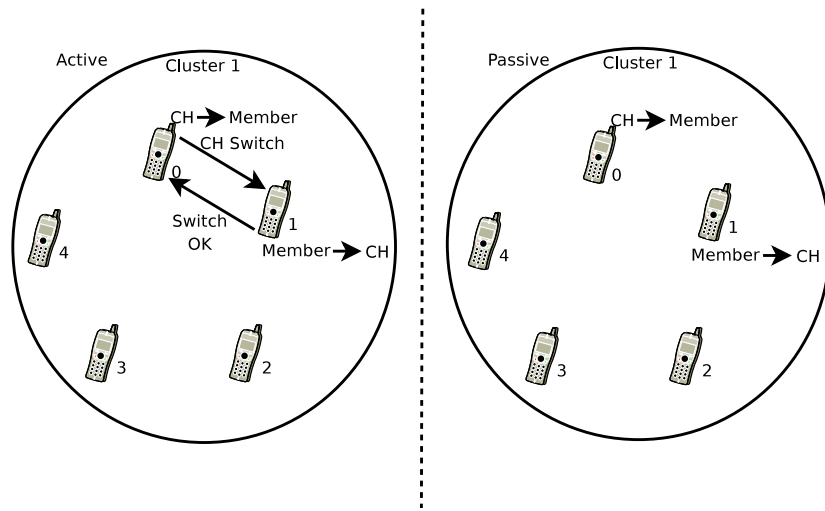 Active
Cluster 1
CH Member
CH Switch
0
1
Switch
OK
Member CH
4
3
2
Passive
Cluster 1
CH Member
0
1
Member CH
4
3
2